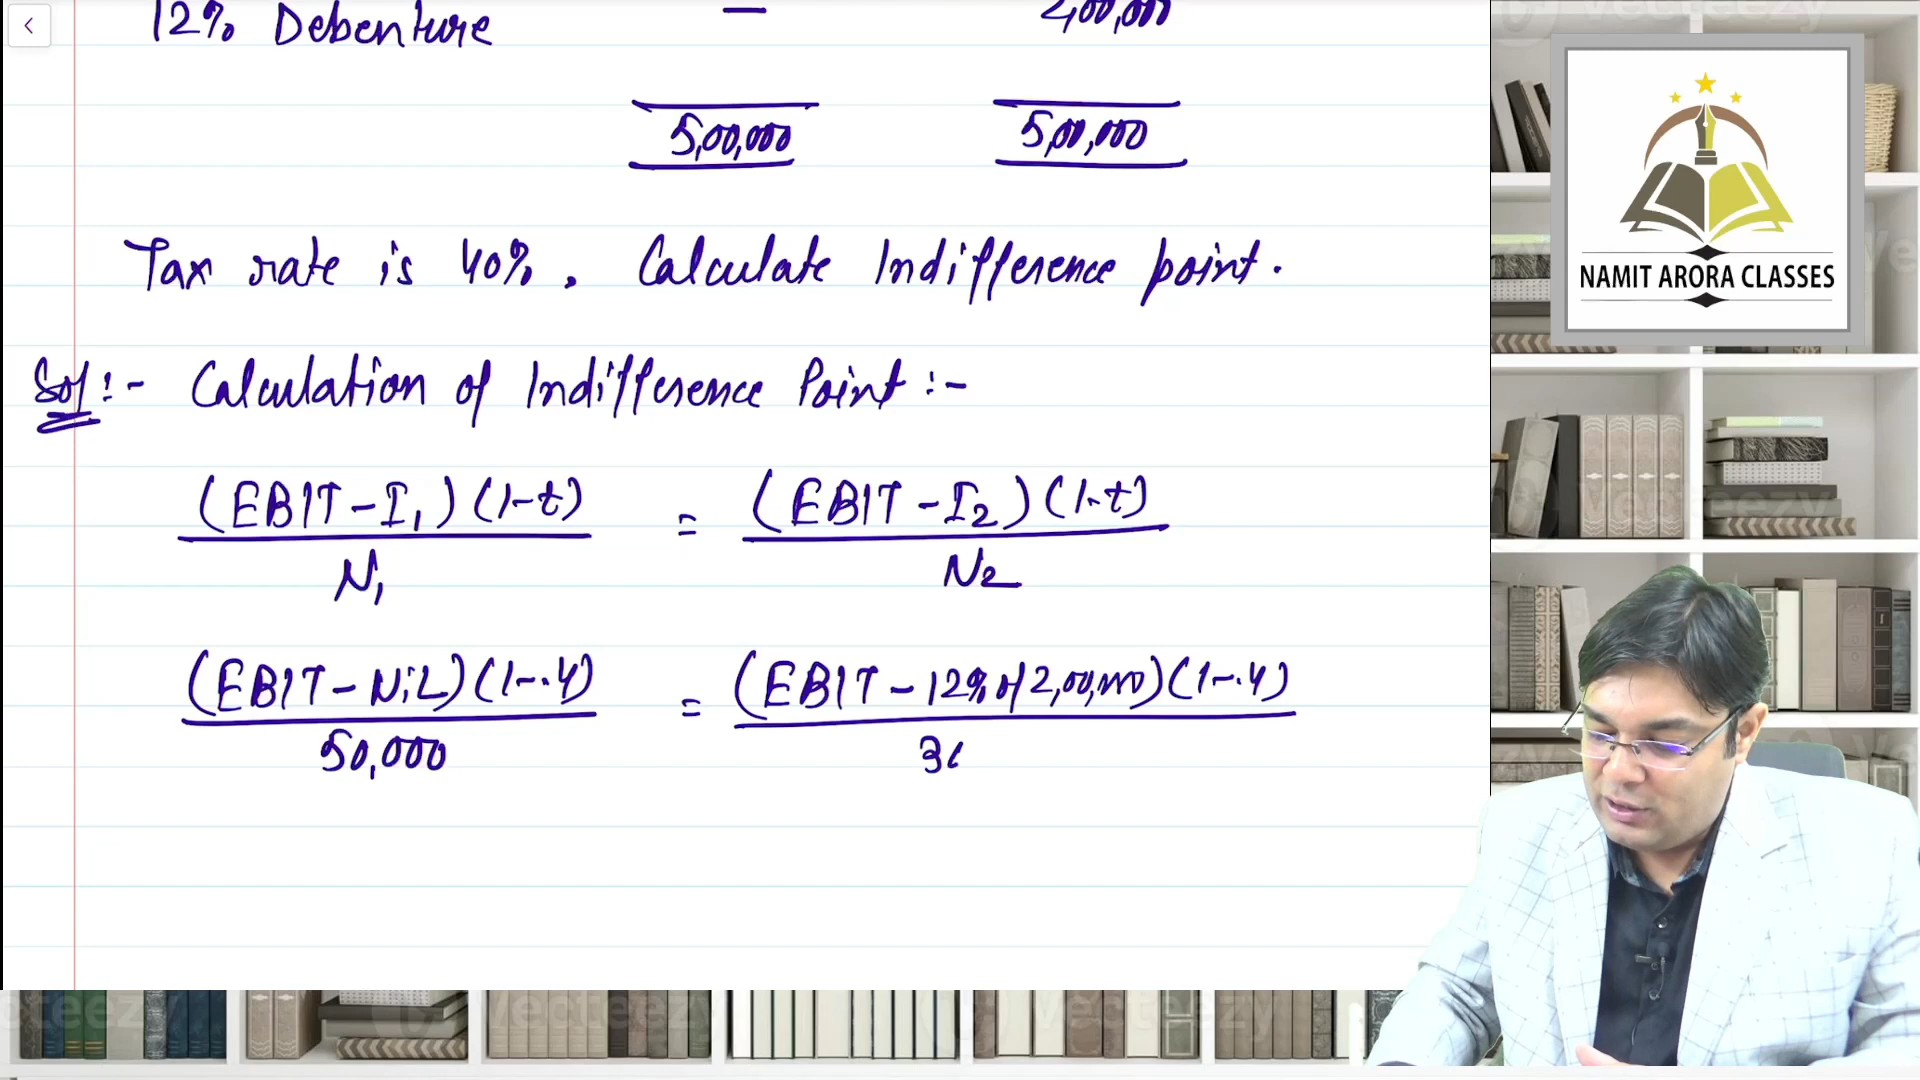 12% Debenture — 2,00,000
5,00,000 5,00,000
Tax rate is 40%. Calculate Indifference point.
Sol:- Calculation of Indifference Point:-
(EBIT-I1)(1-t) = (EBIT-I2)(1-t)
N1 N2
(EBIT-NiL)(1-.4) = (EBIT-12% of 2,00,000)(1-.4)
50,000 30
NAMIT ARORA CLASSES